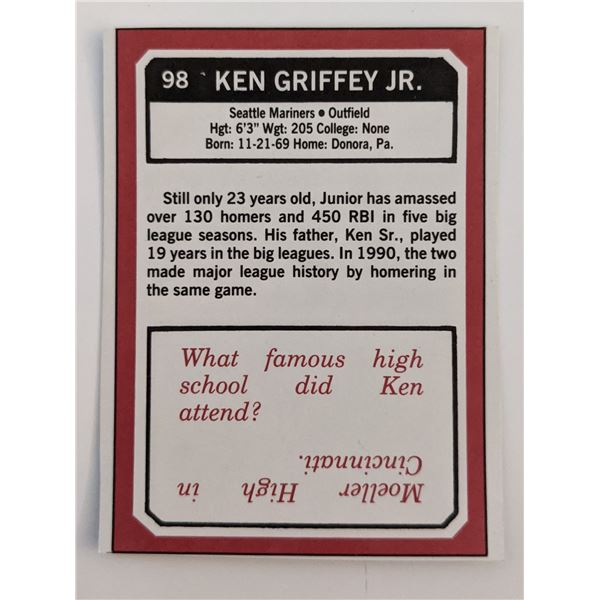 98 KEN GRIFFEY JR.
Seattle Mariners • Outfield
Hgt: 6'3" Wgt: 205 College: None
Born: 11-21-69 Home: Donora, Pa.
Still only 23 years old, Junior has amassed
over 130 homers and 450 RBI in five big
league seasons. His father, Ken Sr., played
19 years in the big leagues. In 1990, the two
made major league history by homering in
the same game.
What famous high
school did Ken
attend?
Moeller High in
Cincinnati.